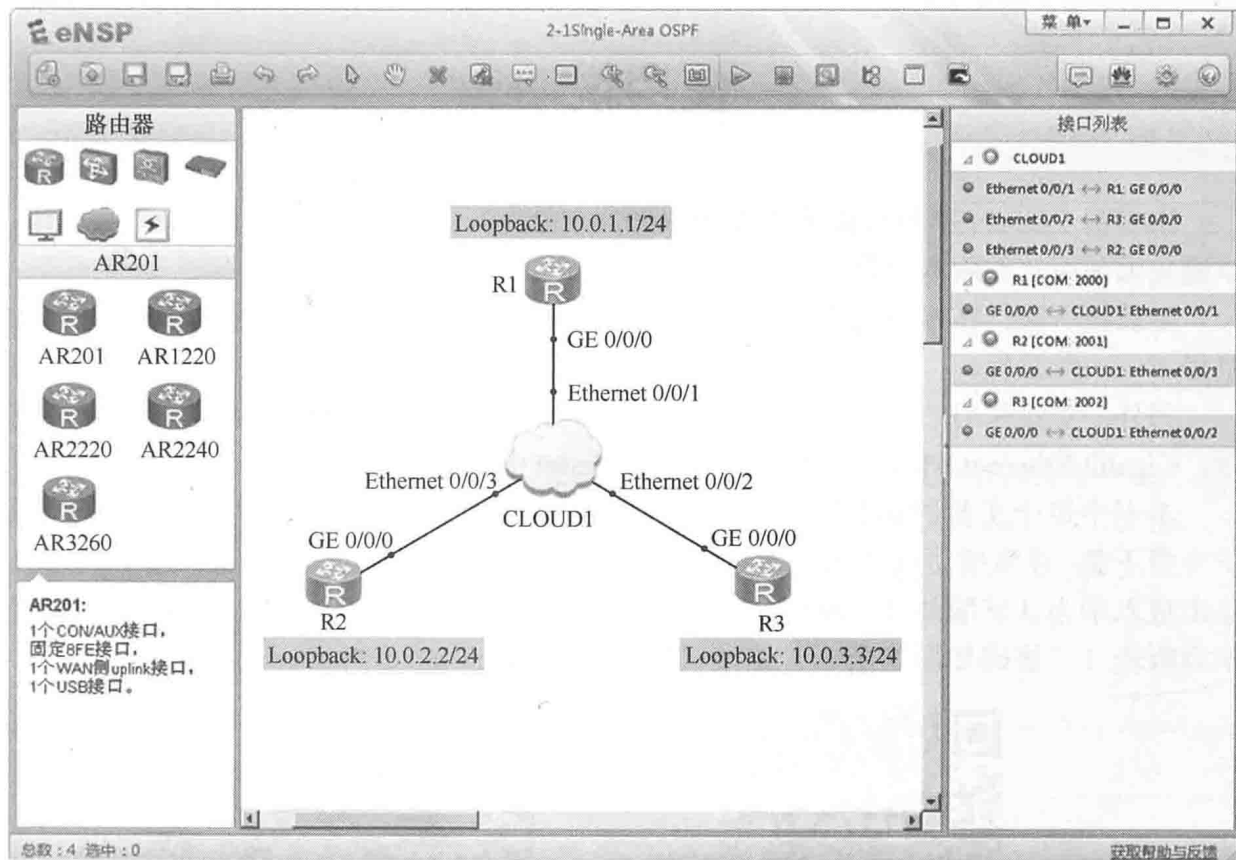 eNSP
2-1Single-Area OSPF
菜 单
路由器
AR201
AR201
AR1220
AR2220
AR2240
AR3260
AR201:
1个CON/AUX接口,
固定8FE接口,
1个WAN侧uplink接口,
1个USB接口。
Loopback: 10.0.1.1/24
R1
R
GE 0/0/0
Ethernet 0/0/1
Ethernet 0/0/3
Ethernet 0/0/2
CLOUD1
GE 0/0/0
GE 0/0/0
R
R
R2
R3
Loopback: 10.0.2.2/24
Loopback: 10.0.3.3/24
接口列表
CLOUD1
Ethernet 0/0/1 ↔ R1: GE 0/0/0
Ethernet 0/0/2 ↔ R3: GE 0/0/0
Ethernet 0/0/3 ↔ R2: GE 0/0/0
R1 [COM: 2000]
GE 0/0/0 ↔ CLOUD1: Ethernet 0/0/1
R2 [COM: 2001]
GE 0/0/0 ↔ CLOUD1: Ethernet 0/0/3
R3 [COM: 2002]
GE 0/0/0 ↔ CLOUD1: Ethernet 0/0/2
总数：4 选中：0
获取帮助与反馈